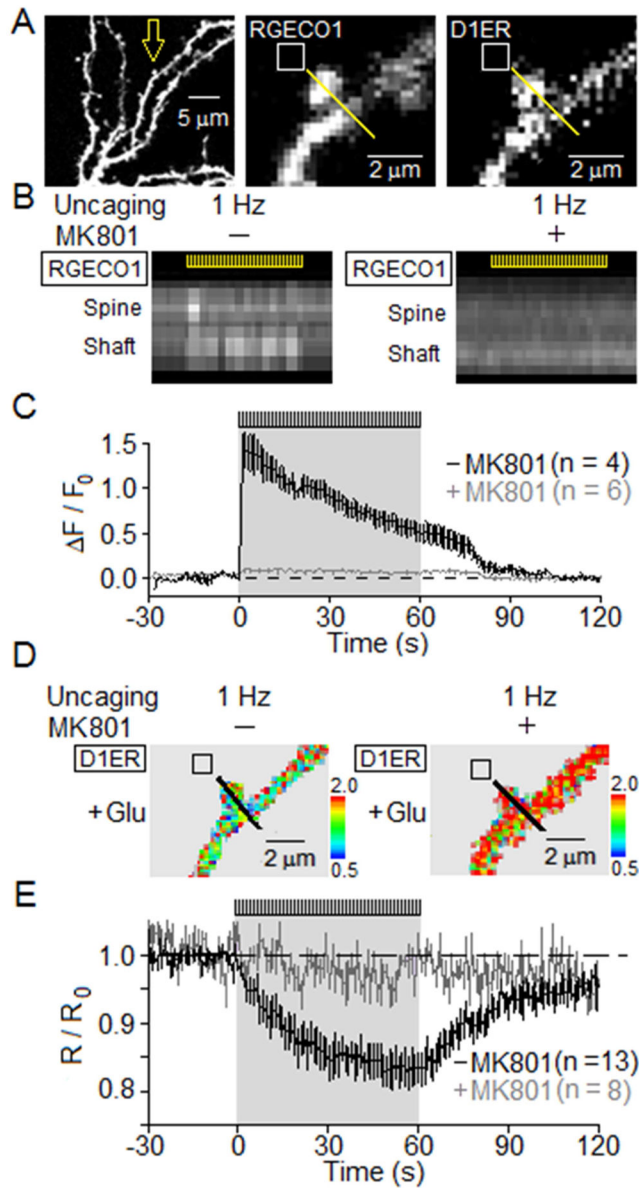 A
5 μm
RGECO1
2 μm
D1ER
2 μm
B
Uncaging 1 Hz 1 Hz
MK801 – +
RGECO1
Spine
Shaft
RGECO1
Spine
Shaft
C
ΔF / F0
1.5
1.0
0.5
0.0
–MK801 (n = 4)
+MK801 (n = 6)
-30 0 30 60 90 120
Time (s)
D
Uncaging 1 Hz 1 Hz
MK801 – +
D1ER
+ Glu
2 μm
2.0
0.5
D1ER
+ Glu
2 μm
2.0
0.5
E
R / R0
1.0
0.9
0.8
–MK801 (n =13)
+MK801 (n = 8)
-30 0 30 60 90 120
Time (s)